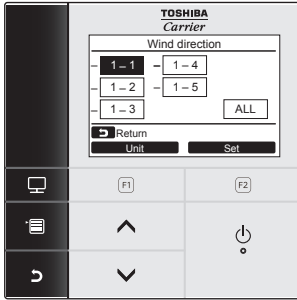 TOSHIBA
Carrier
Wind direction
1 – 1
1 – 4
1 – 2
1 – 5
1 – 3
ALL
Return
Unit
Set
F1
F2